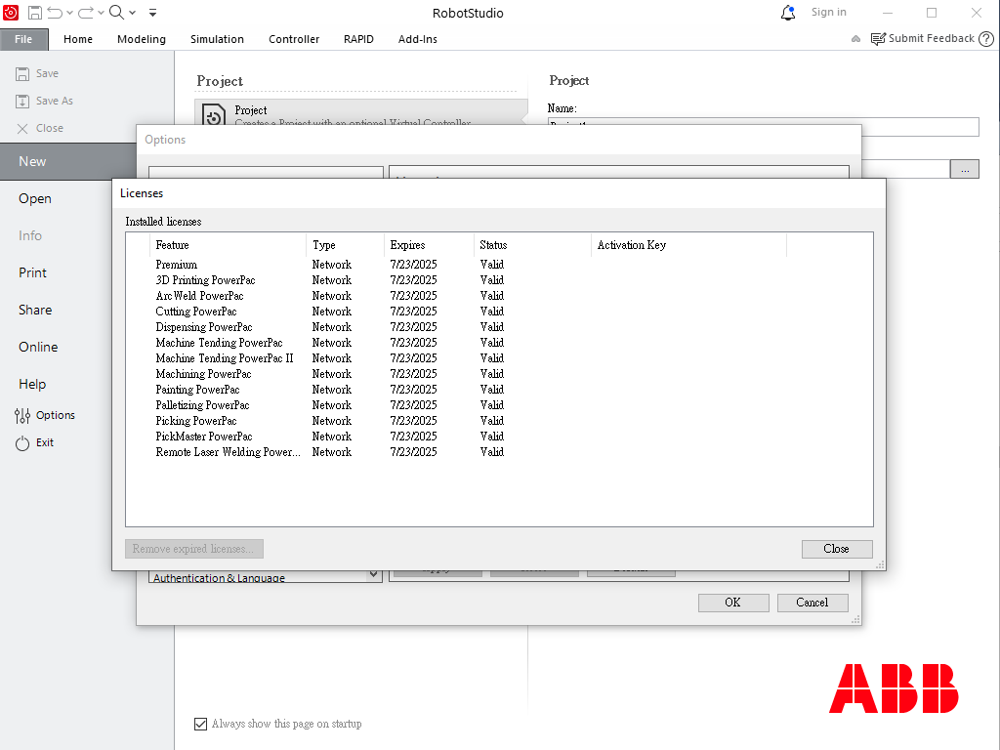 RobotStudio
Sign in
File Home Modeling Simulation Controller RAPID Add-Ins Submit Feedback
Save
Save As
Close
New
Open
Info
Print
Share
Online
Help
Options
Exit
Project
Project
Creates a Project with an optional Virtual Controller
Project
Name:
...
Options
Licenses
Installed licenses
Feature Type Expires Status Activation Key
Premium Network 7/23/2025 Valid
3D Printing PowerPac Network 7/23/2025 Valid
ArcWeld PowerPac Network 7/23/2025 Valid
Cutting PowerPac Network 7/23/2025 Valid
Dispensing PowerPac Network 7/23/2025 Valid
Machine Tending PowerPac Network 7/23/2025 Valid
Machine Tending PowerPac II Network 7/23/2025 Valid
Machining PowerPac Network 7/23/2025 Valid
Painting PowerPac Network 7/23/2025 Valid
Palletizing PowerPac Network 7/23/2025 Valid
Picking PowerPac Network 7/23/2025 Valid
PickMaster PowerPac Network 7/23/2025 Valid
Remote Laser Welding Power... Network 7/23/2025 Valid
Remove expired licenses...
Close
Authentication & Language
OK Cancel
ABB
Always show this page on startup